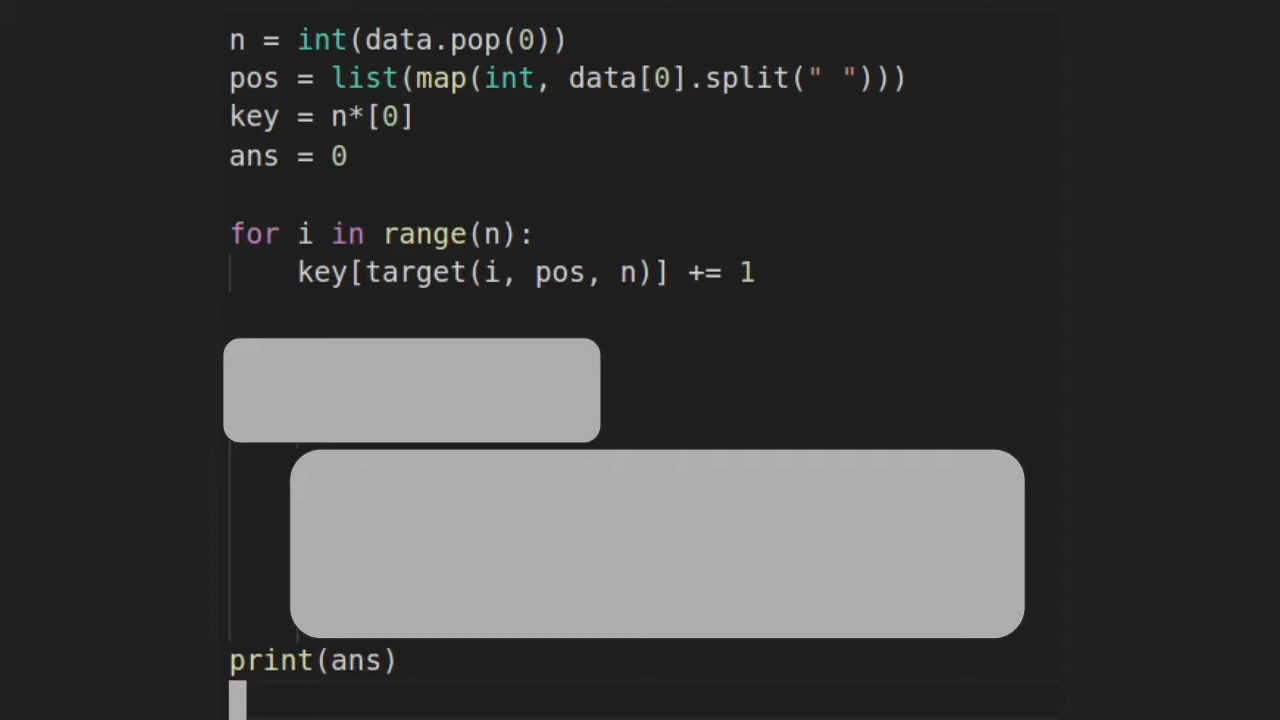 n = int(data.pop(0))
pos = list(map(int, data[0].split(" ")))
key = n*[0]
ans = 0
for i in range(n):
    key[target(i, pos, n)] += 1
print(ans)